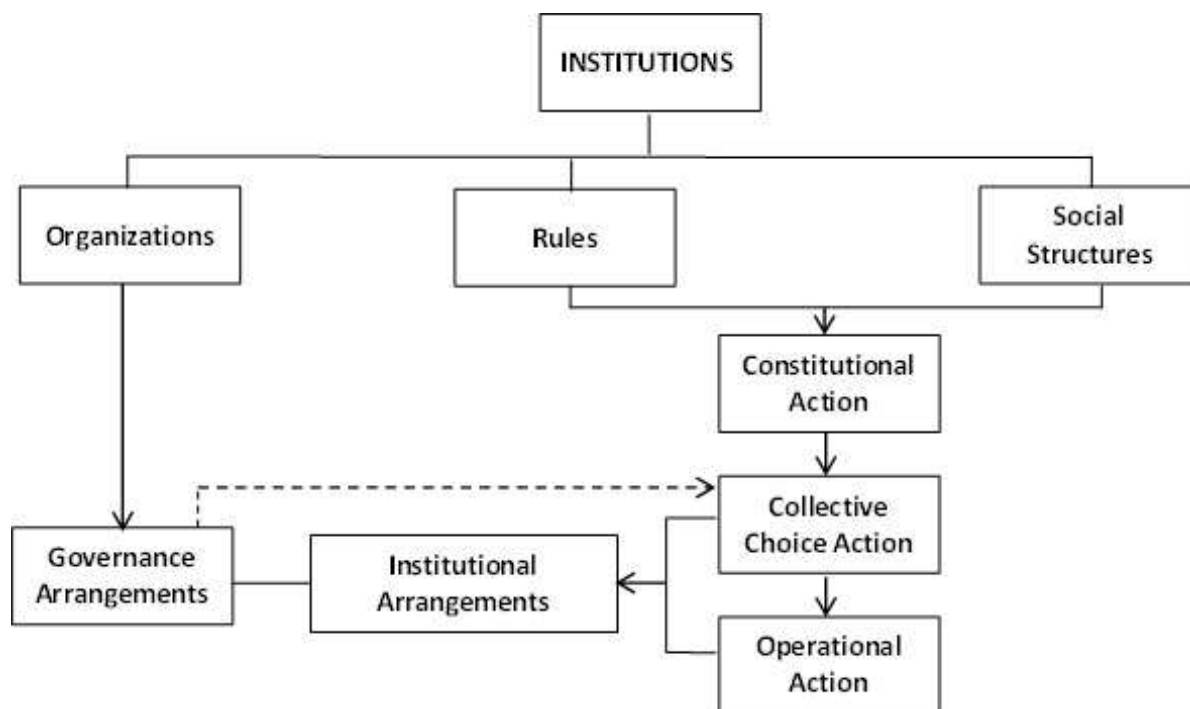 INSTITUTIONS
Organizations
Rules
Social
Structures
Constitutional
Action
Collective
Choice Action
Governance
Arrangements
Institutional
Arrangements
Operational
Action